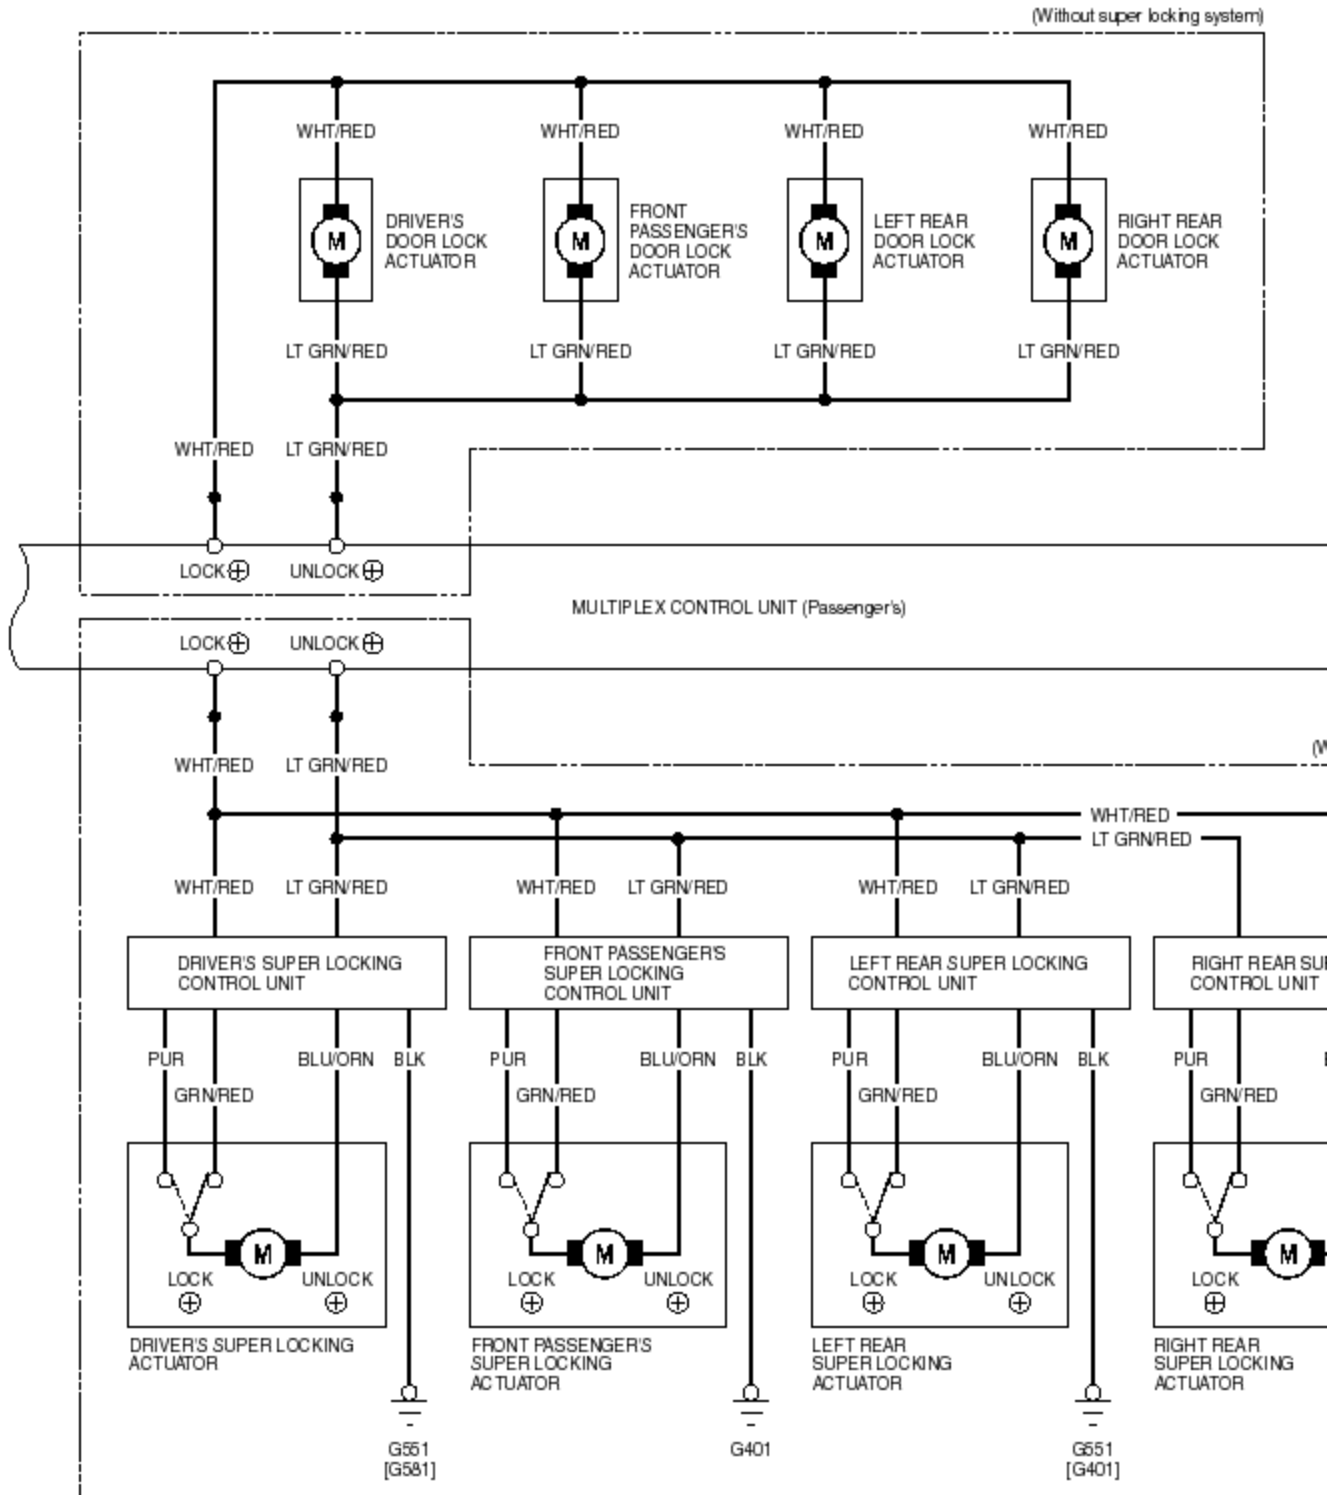 (Without super locking system)
WHT/RED WHT/RED WHT/RED WHT/RED
DRIVER'S
DOOR LOCK
ACTUATOR
FRONT
PASSENGER'S
DOOR LOCK
ACTUATOR
LEFT REAR
DOOR LOCK
ACTUATOR
RIGHT REAR
DOOR LOCK
ACTUATOR
M M M M
LT GRN/RED LT GRN/RED LT GRN/RED LT GRN/RED
WHT/RED LT GRN/RED
LOCK⊕ UNLOCK⊕
MULTIPLEX CONTROL UNIT (Passenger's)
LOCK⊕ UNLOCK⊕
(W
WHT/RED LT GRN/RED
WHT/RED
LT GRN/RED
WHT/RED LT GRN/RED WHT/RED LT GRN/RED WHT/RED LT GRN/RED
DRIVER'S SUPER LOCKING
CONTROL UNIT
FRONT PASSENGER'S
SUPER LOCKING
CONTROL UNIT
LEFT REAR SUPER LOCKING
CONTROL UNIT
RIGHT REAR SU
CONTROL UNIT
PUR BLU/ORN BLK PUR BLU/ORN BLK PUR BLU/ORN BLK PUR
GRN/RED GRN/RED GRN/RED GRN/RED
M M M M
LOCK UNLOCK LOCK UNLOCK LOCK UNLOCK LOCK
⊕ ⊕ ⊕ ⊕ ⊕ ⊕ ⊕
DRIVER'S SUPER LOCKING
ACTUATOR
FRONT PASSENGER'S
SUPER LOCKING
ACTUATOR
LEFT REAR
SUPER LOCKING
ACTUATOR
RIGHT REAR
SUPER LOCKING
ACTUATOR
G551
[G581]
G401
G551
[G401]